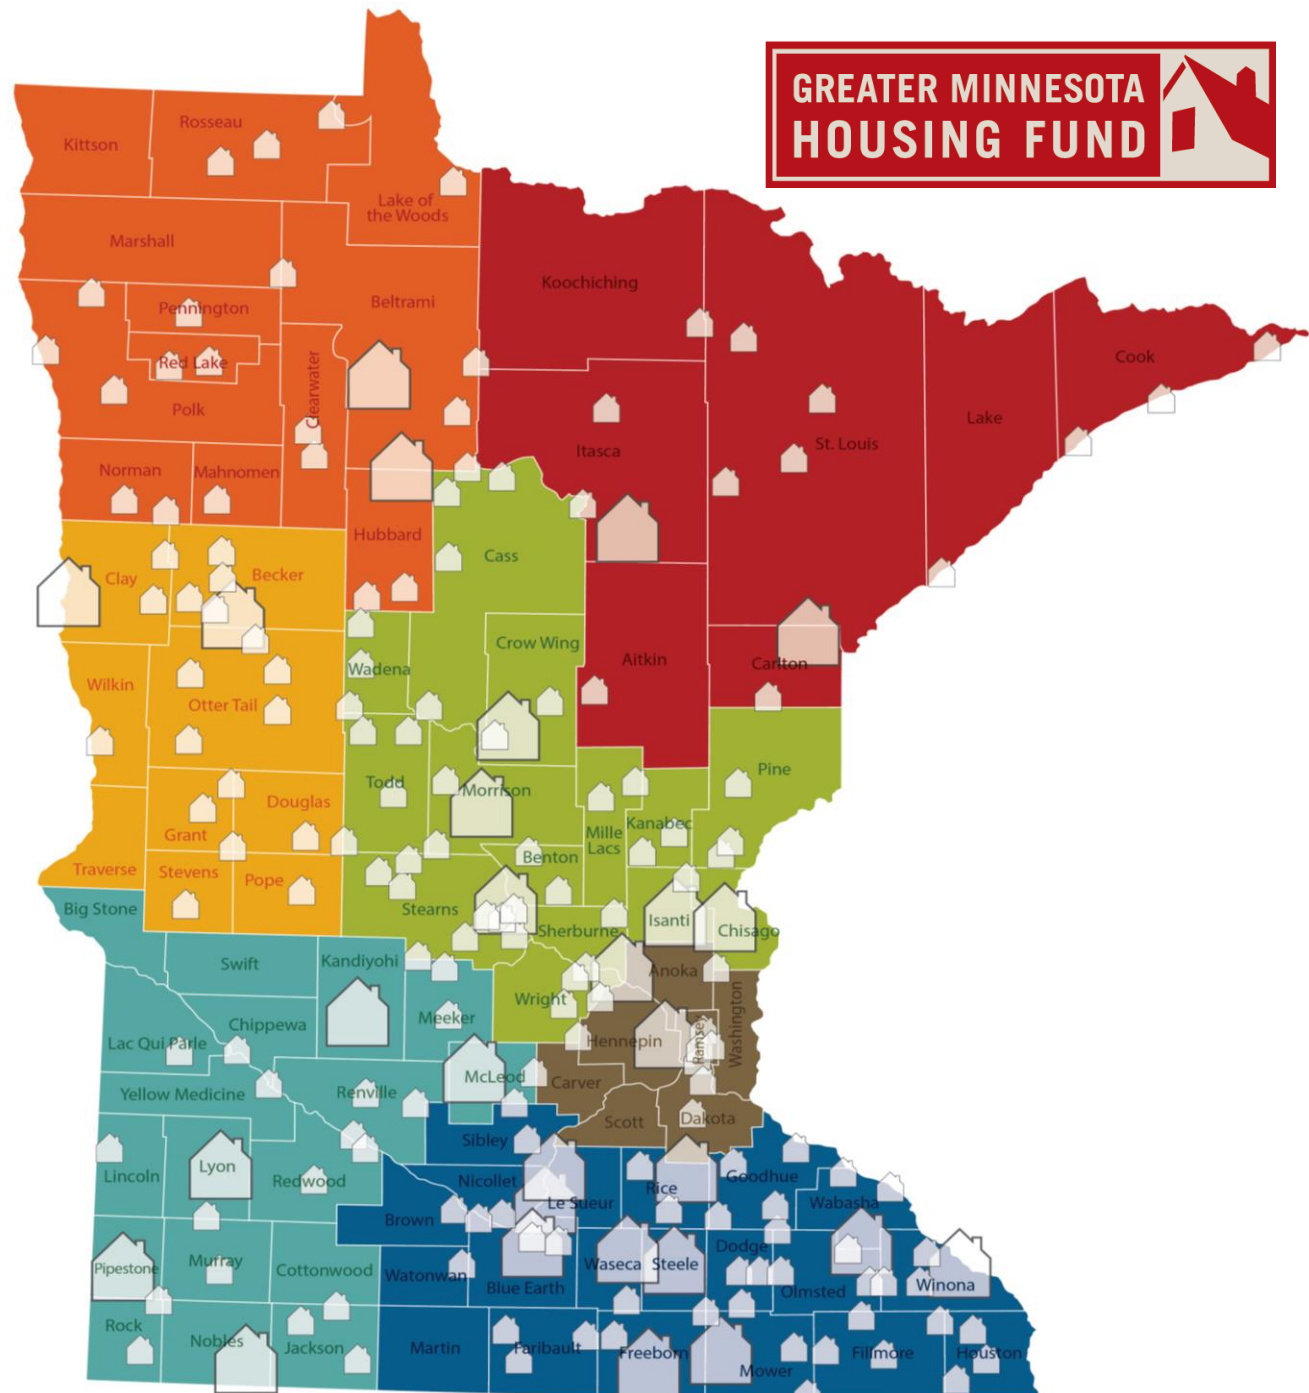 GREATER MINNESOTA
HOUSING FUND
Kittson
Rosseau
Lake of
the Woods
Marshall
Koochiching
Pennington
Beltrami
Cook
Red Lake
Clearwater
Polk
Lake
St. Louis
Itasca
Norman
Mahnomen
Hubbard
Cass
Clay
Becker
Crow Wing
Aitkin
Carlton
Wadena
Wilkin
Otter Tail
Pine
Todd
Morrison
Douglas
Grant
Mille
Lacs
Kanabec
Benton
Traverse
Stevens
Pope
Big Stone
Stearns
Isanti
Sherburne
Chisago
Swift
Kandiyohi
Anoka
Wright
Meeker
Washington
Chippewa
Lac Qui Parle
Hennepin
Ramsey
McLeod
Carver
Yellow Medicine
Renville
Scott
Dakota
Sibley
Lyon
Lincoln
Redwood
Nicollet
Le Sueur
Rice
Goodhue
Wabasha
Brown
Pipestone
Murray
Cottonwood
Watonwan
Blue Earth
Waseca
Steele
Dodge
Olmsted
Winona
Rock
Nobles
Jackson
Martin
Faribault
Freeborn
Mower
Fillmore
Houston